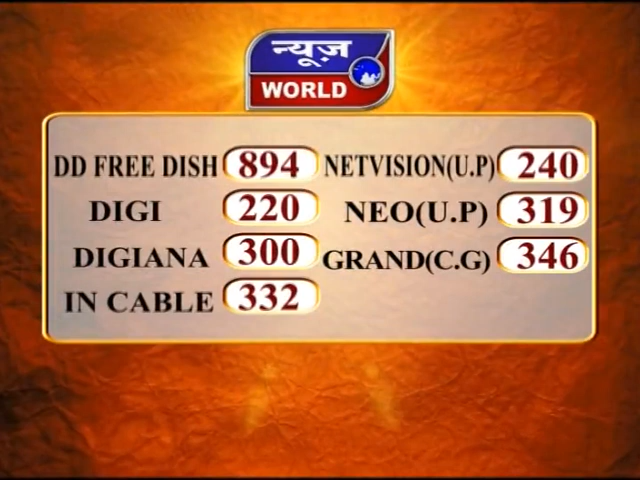 न्यूज़
WORLD
DD FREE DISH 894 NETVISION(U.P) 240
DIGI 220 NEO(U.P) 319
DIGIANA 300 GRAND(C.G) 346
IN CABLE 332